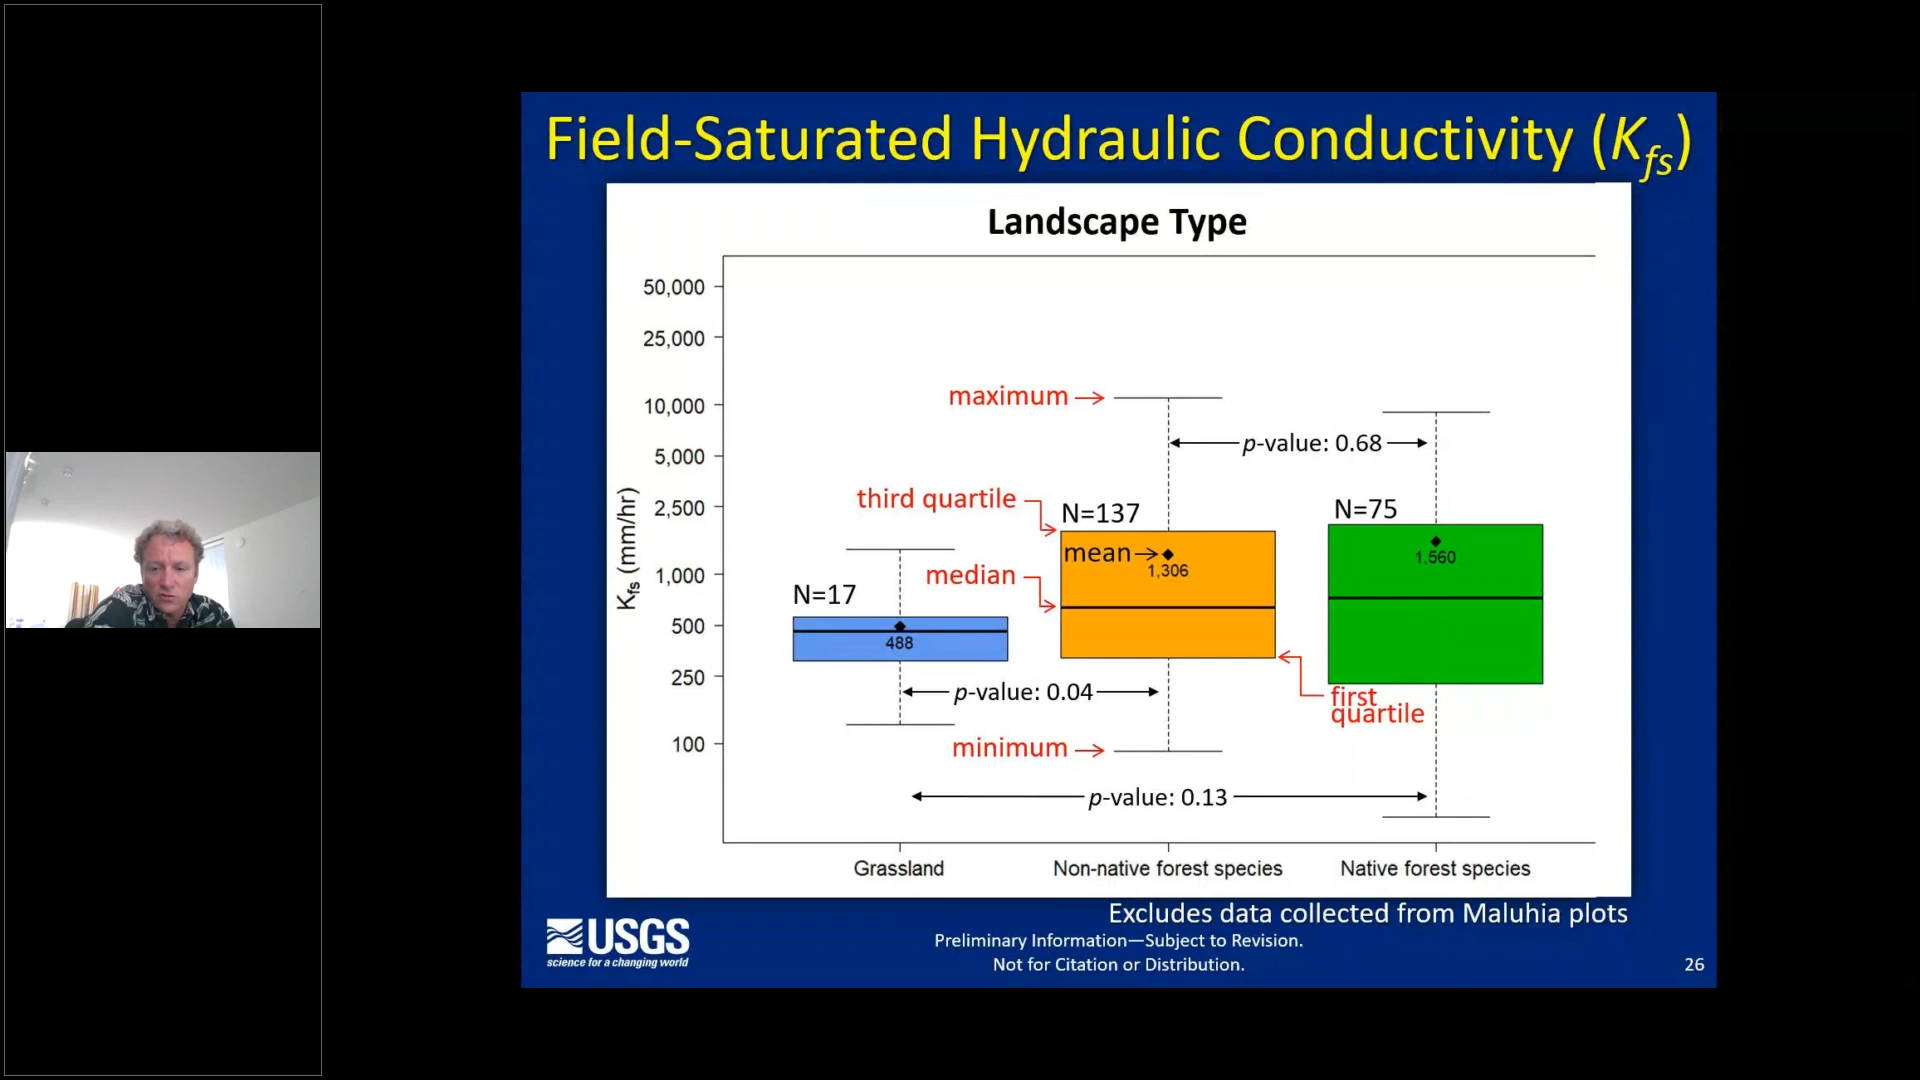 Field-Saturated Hydraulic Conductivity (Kfs)
Landscape Type
50,000
25,000
10,000
5,000
2,500
1,000
500
250
100
Kfs (mm/hr)
maximum
p-value: 0.68
third quartile
N=137
N=75
mean
1,306
1,560
median
N=17
488
p-value: 0.04
first
quartile
minimum
p-value: 0.13
Grassland
Non-native forest species
Native forest species
Excludes data collected from Maluhia plots
USGS
science for a changing world
Preliminary Information—Subject to Revision.
Not for Citation or Distribution.
26